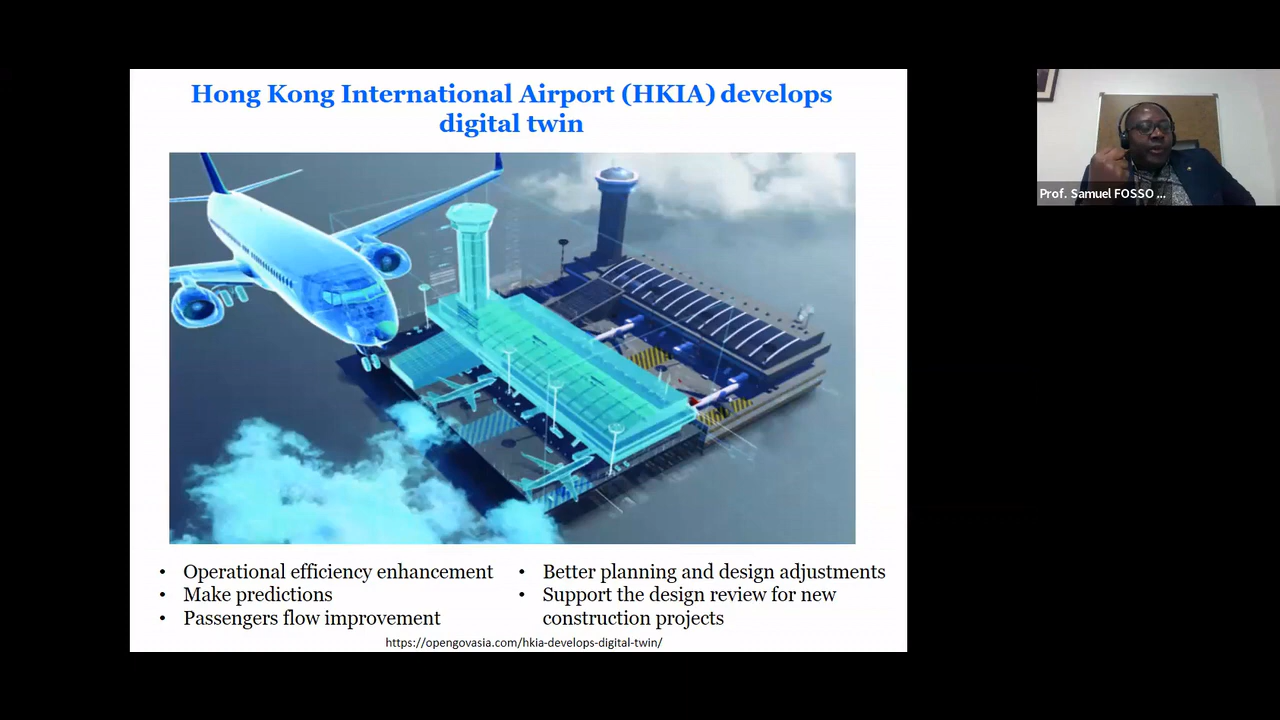 Hong Kong International Airport (HKIA) develops
digital twin
Prof. Samuel FOSSO ...
• Operational efficiency enhancement
• Make predictions
• Passengers flow improvement
• Better planning and design adjustments
• Support the design review for new
construction projects
https://opengovasia.com/hkia-develops-digital-twin/